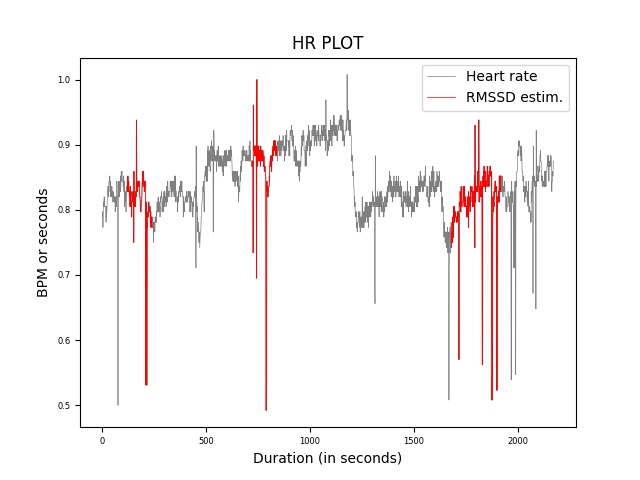 HR PLOT
Heart rate
RMSSD estim.
BPM or seconds
1.0
0.9
0.8
0.7
0.6
0.5
0
500
1000
1500
2000
Duration (in seconds)